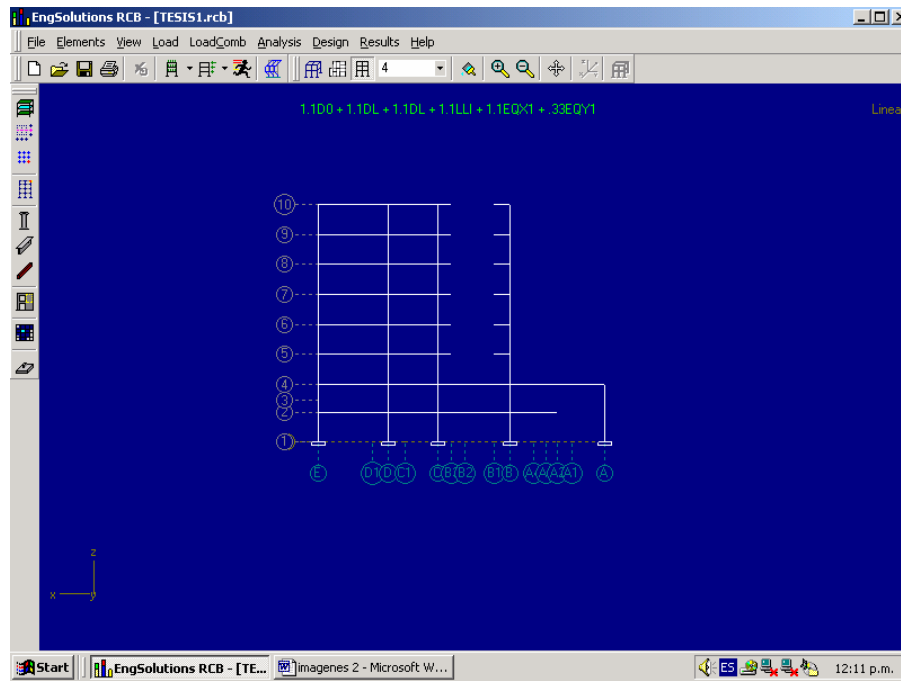 EngSolutions RCB - [TESIS1.rcb]
File Elements View Load LoadComb Analysis Design Results Help
4
1.1D0 + 1.1DL + 1.1DL + 1.1LLI + 1.1EQX1 + .33EQY1
Linea
10
9
8
7
6
5
4
3
2
1
E D1 D C1 C B2 B1 B A1 A
z
x y
Start EngSolutions RCB - [TE... imagenes 2 - Microsoft W... ES 12:11 p.m.